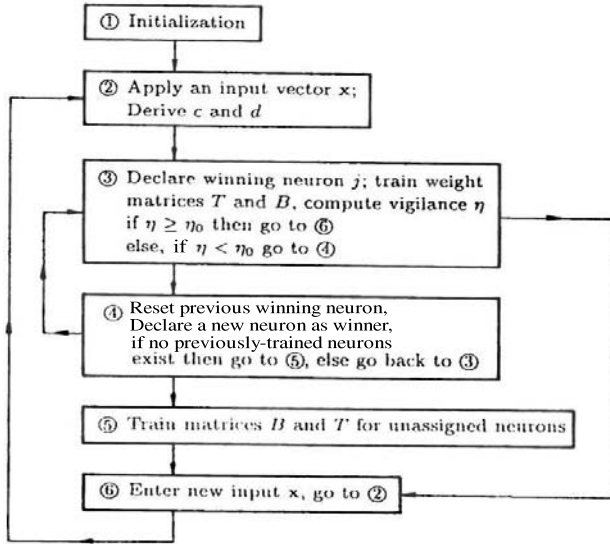 ① Initialization
② Apply an input vector x;
Derive c and d
③ Declare winning neuron j; train weight
matrices T and B, compute vigilance η
if η ≥ η₀ then go to ⑥
else, if η < η₀ go to ④
④ Reset previous winning neuron,
Declare a new neuron as winner,
if no previously-trained neurons
exist then go to ⑤, else go back to ③
⑤ Train matrices B and T for unassigned neurons
⑥ Enter new input x, go to ②